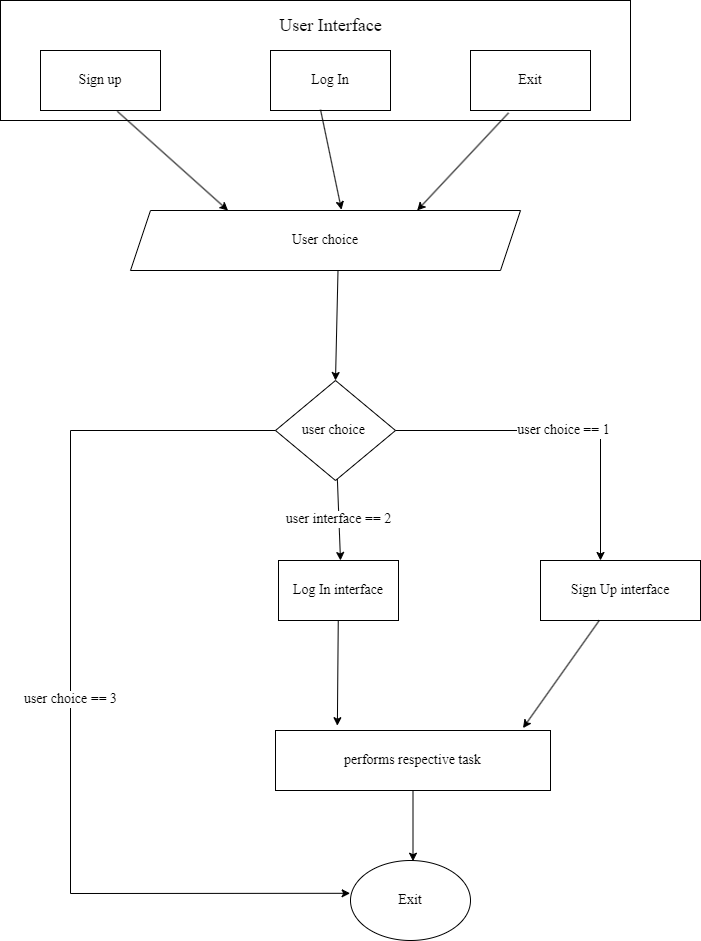 User Interface
Sign up
Log In
Exit
User choice
user choice
user choice == 1
user interface == 2
Log In interface
Sign Up interface
user choice == 3
performs respective task
Exit